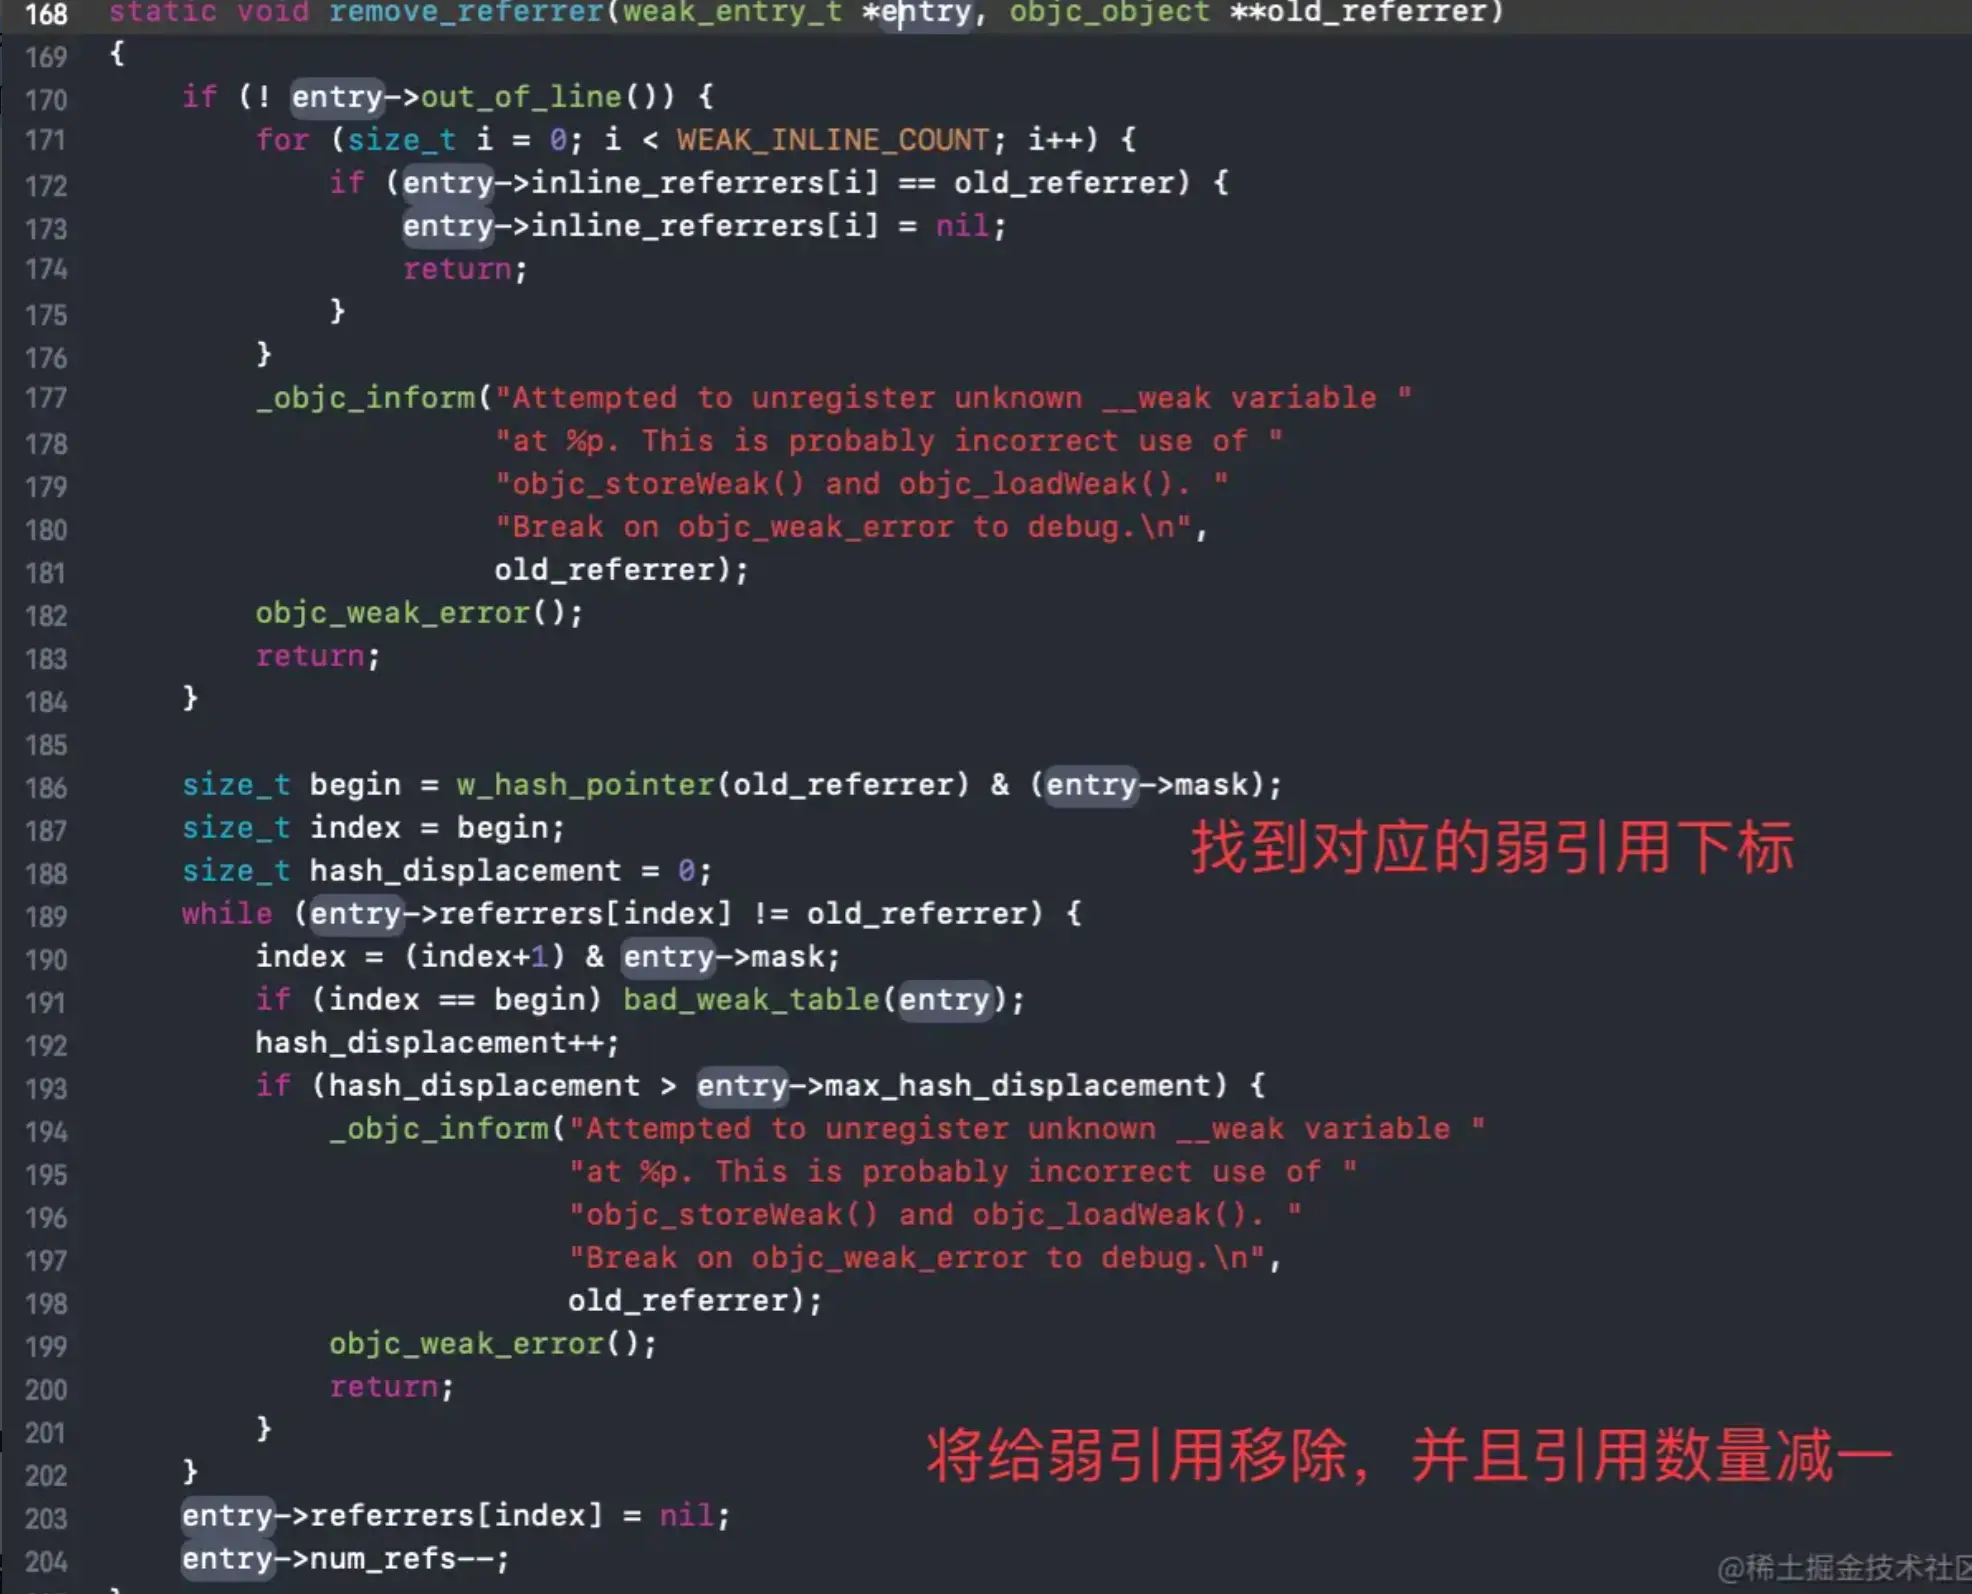 168 static void remove_referrer(weak_entry_t *entry, objc_object **old_referrer)
169 {
170 if (! entry->out_of_line()) {
171 for (size_t i = 0; i < WEAK_INLINE_COUNT; i++) {
172 if (entry->inline_referrers[i] == old_referrer) {
173 entry->inline_referrers[i] = nil;
174 return;
175 }
176 }
177 _objc_inform("Attempted to unregister unknown __weak variable "
178 "at %p. This is probably incorrect use of "
179 "objc_storeWeak() and objc_loadWeak(). "
180 "Break on objc_weak_error to debug.\n",
181 old_referrer);
182 objc_weak_error();
183 return;
184 }
185
186 size_t begin = w_hash_pointer(old_referrer) & (entry->mask);
187 size_t index = begin;
找到对应的弱引用下标
188 size_t hash_displacement = 0;
189 while (entry->referrers[index] != old_referrer) {
190 index = (index+1) & entry->mask;
191 if (index == begin) bad_weak_table(entry);
192 hash_displacement++;
193 if (hash_displacement > entry->max_hash_displacement) {
194 _objc_inform("Attempted to unregister unknown __weak variable "
195 "at %p. This is probably incorrect use of "
196 "objc_storeWeak() and objc_loadWeak(). "
197 "Break on objc_weak_error to debug.\n",
198 old_referrer);
199 objc_weak_error();
200 return;
201 }
将给弱引用移除，并且引用数量减一
202 }
203 entry->referrers[index] = nil;
204 entry->num_refs--;
@稀土掘金技术社区